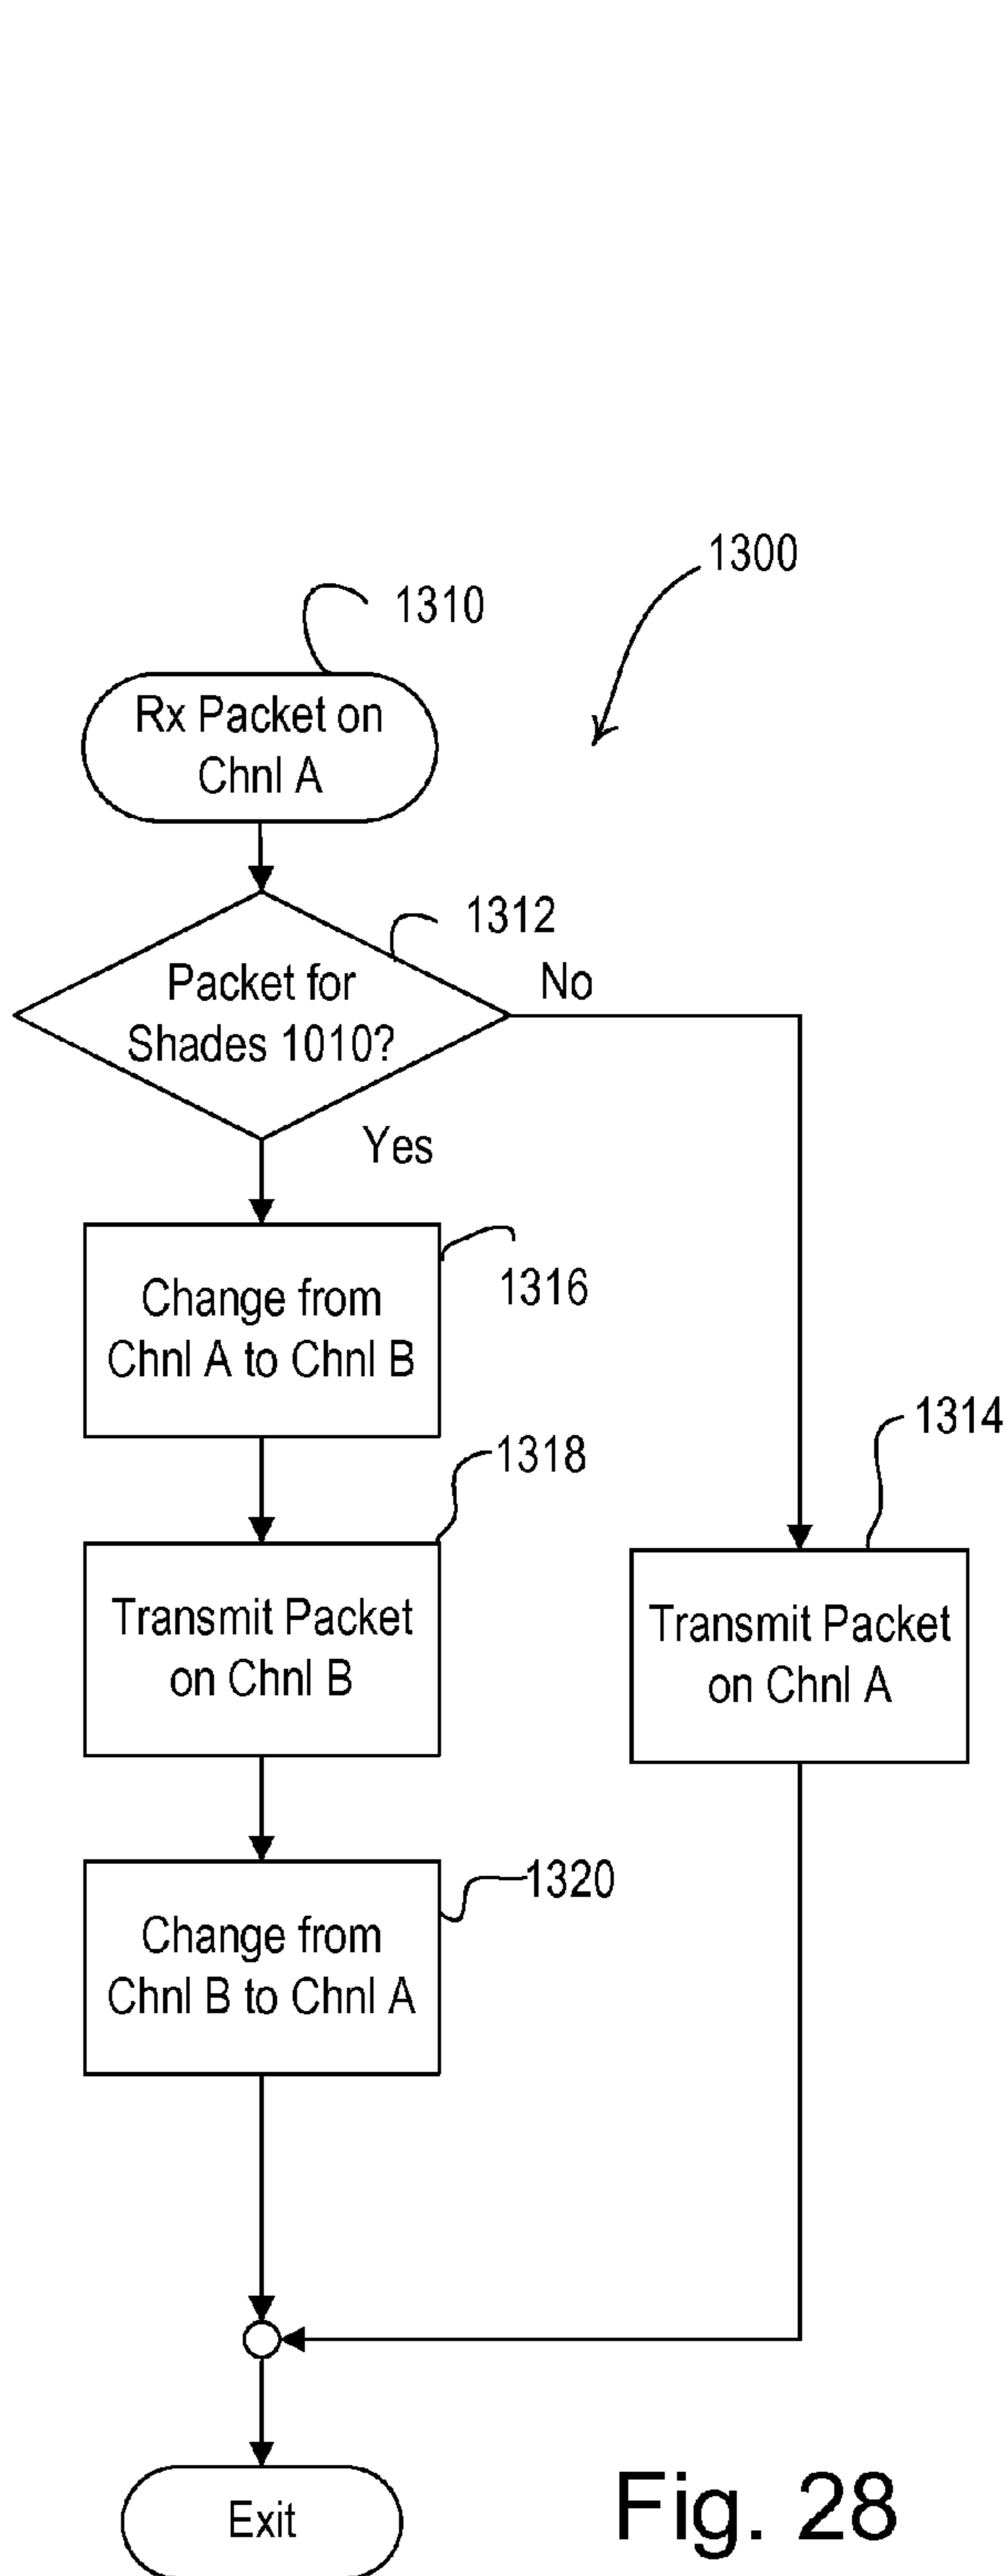 1300
1310
Rx Packet on
Chnl A
1312
Packet for
Shades 1010?
No
Yes
1316
Change from
Chnl A to Chnl B
1314
1318
Transmit Packet
on Chnl B
Transmit Packet
on Chnl A
1320
Change from
Chnl B to Chnl A
Exit
Fig. 28